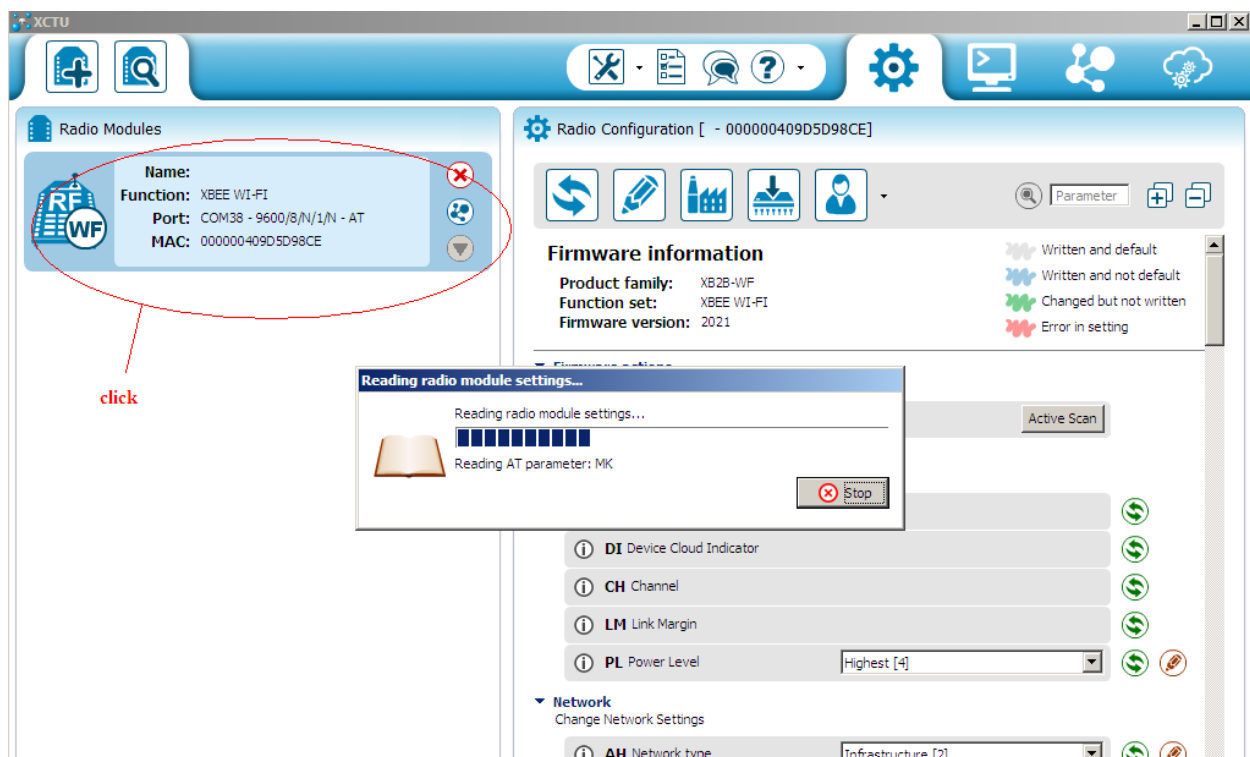 XCTU
Radio Modules
Name:
Function: XBEE WI-FI
Port: COM38 - 9600/8/N/1/N - AT
MAC: 000000409D5D98CE
RF
WF
click
Radio Configuration [ - 000000409D5D98CE]
Parameter
Firmware information
Product family: XB2B-WF
Function set: XBEE WI-FI
Firmware version: 2021
Written and default
Written and not default
Changed but not written
Error in setting
Active Scan
Reading radio module settings...
Reading radio module settings...
Reading AT parameter: MK
Stop
DI Device Cloud Indicator
CH Channel
LM Link Margin
PL Power Level Highest [4]
Network
Change Network Settings
AH Network type Infrastructure [2]